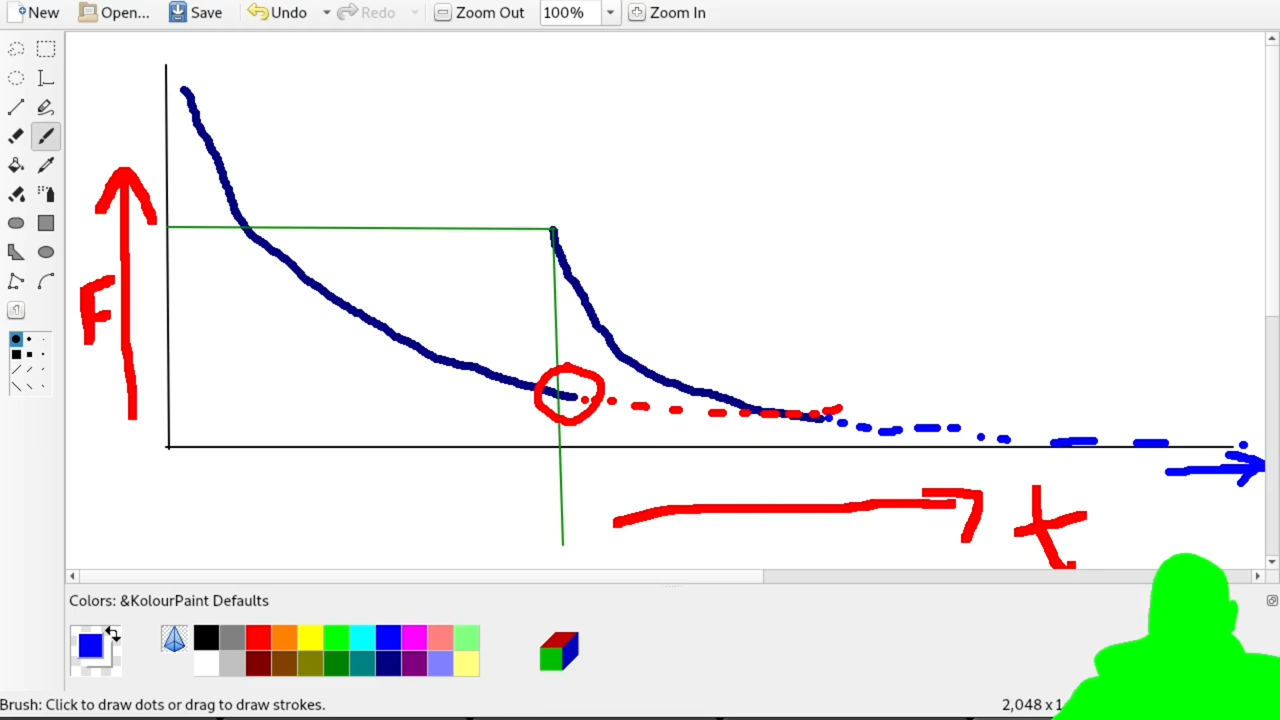 New Open... Save Undo Redo Zoom Out 100% Zoom In
F
t
Colors: &KolourPaint Defaults
Brush: Click to draw dots or drag to draw strokes.
2,048 x 1